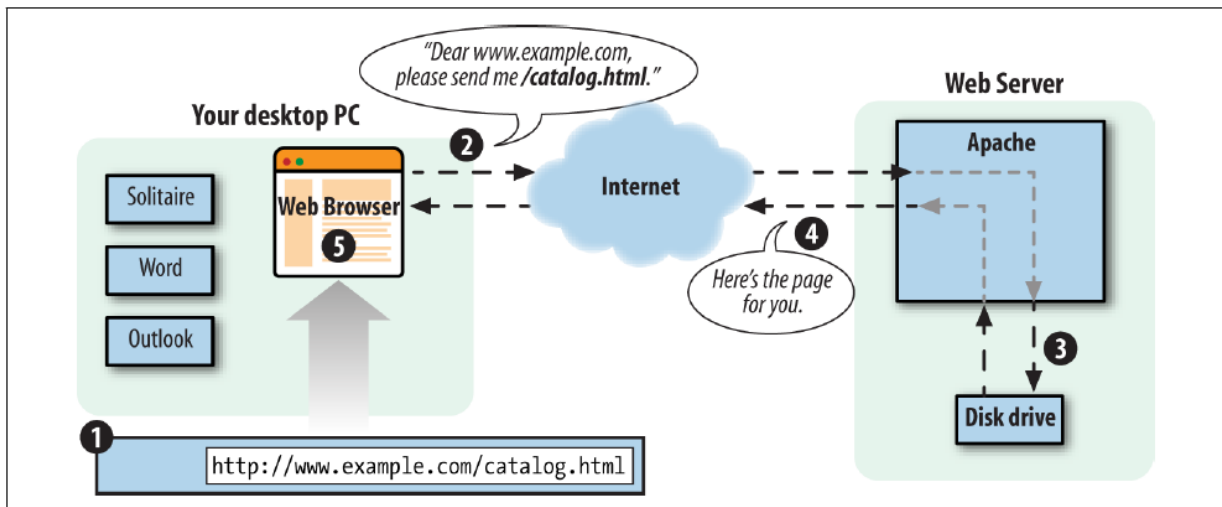 "Dear www.example.com,
please send me /catalog.html."
Your desktop PC
Web Server
2
Apache
Solitaire
Web Browser
5
Internet
Word
4
Here's the page
for you.
Outlook
3
Disk drive
1
http://www.example.com/catalog.html